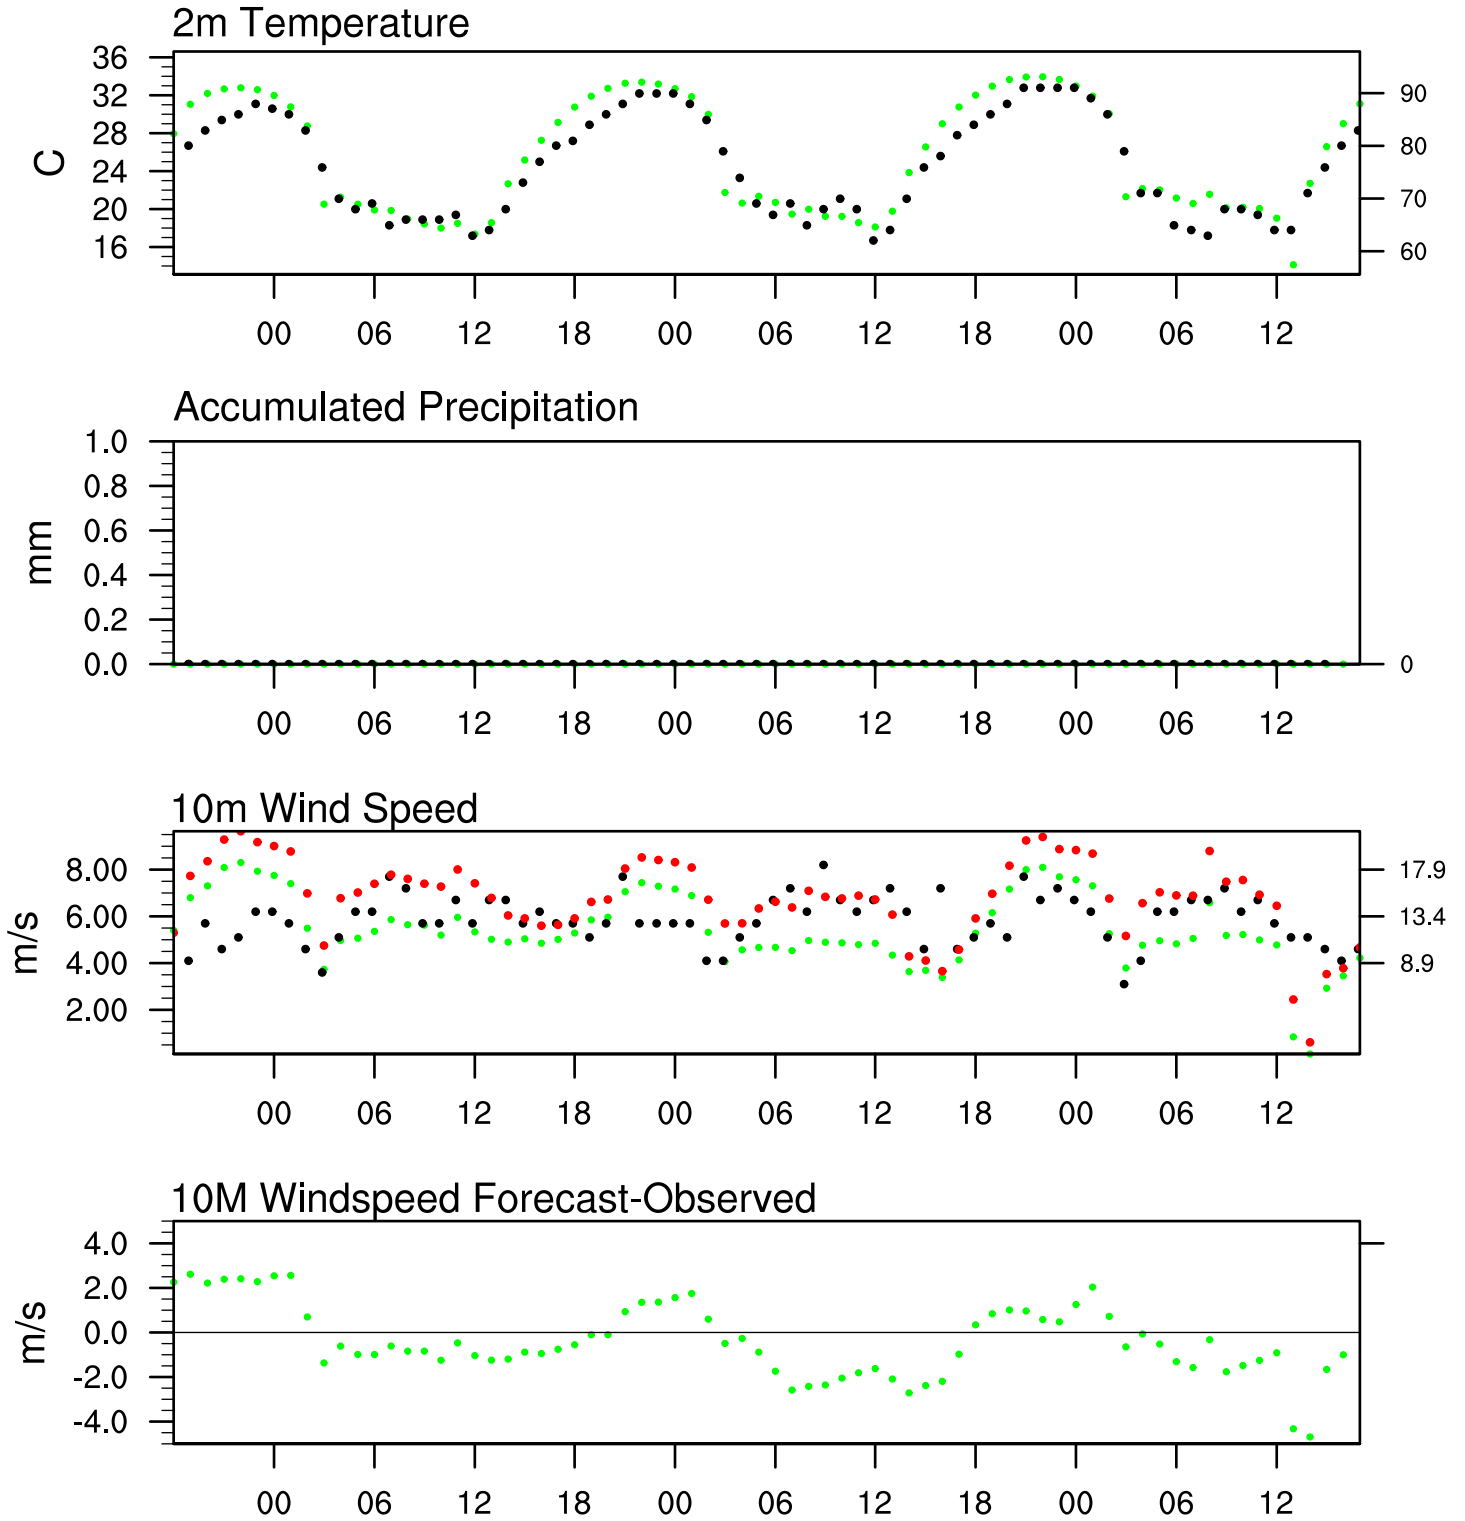 2m Temperature
36
32
28
24
20
16
C
90
80
70
60
00 06 12 18 00 06 12 18 00 06 12
Accumulated Precipitation
1.0
0.8
0.6
0.4
0.2
0.0
mm
0
00 06 12 18 00 06 12 18 00 06 12
10m Wind Speed
8.00
6.00
4.00
2.00
m/s
17.9
13.4
8.9
00 06 12 18 00 06 12 18 00 06 12
10M Windspeed Forecast-Observed
4.0
2.0
0.0
-2.0
-4.0
m/s
00 06 12 18 00 06 12 18 00 06 12